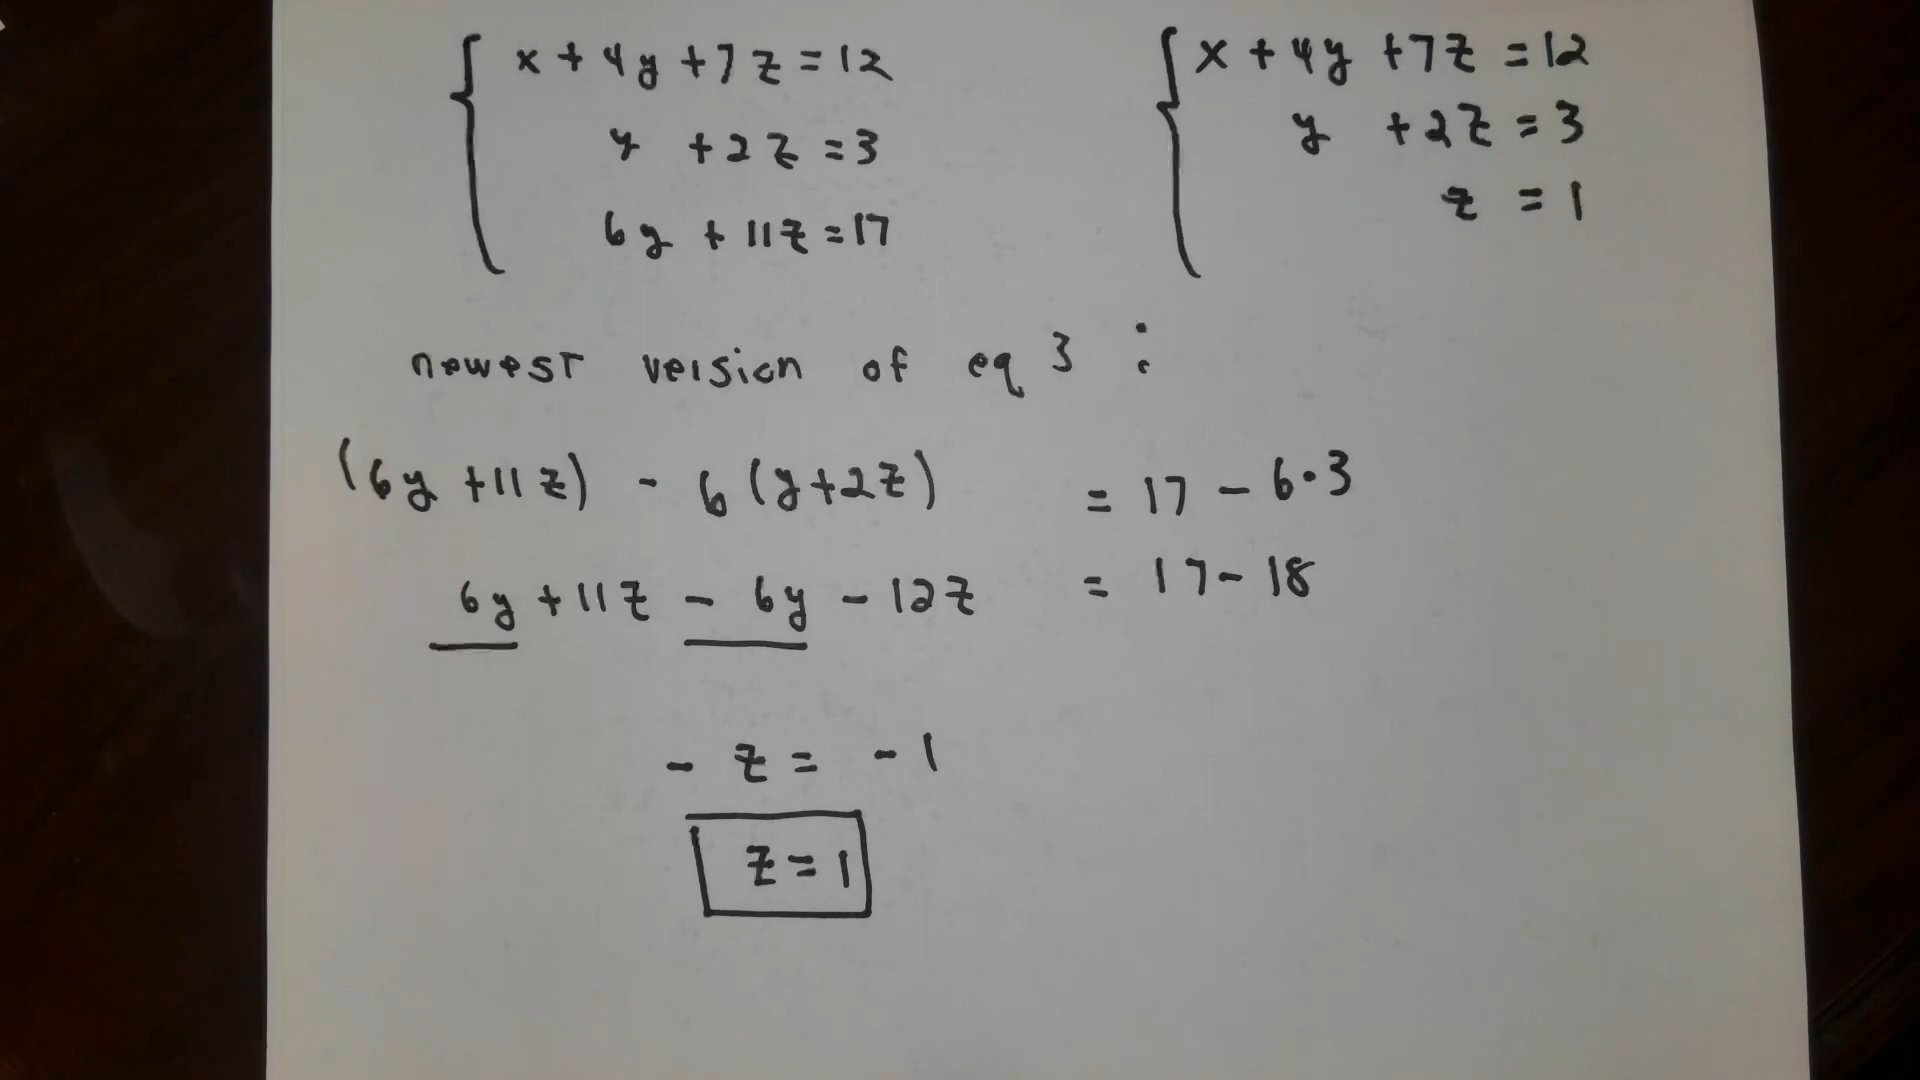 x + 4y + 7z = 12
y + 2z = 3
6y + 11z = 17
x + 4y + 7z = 12
y + 2z = 3
z = 1
newest version of eq 3 :
(6y + 11z) - 6(y + 2z) = 17 - 6·3
6y + 11z - 6y - 12z = 17 - 18
- z = - 1
z = 1